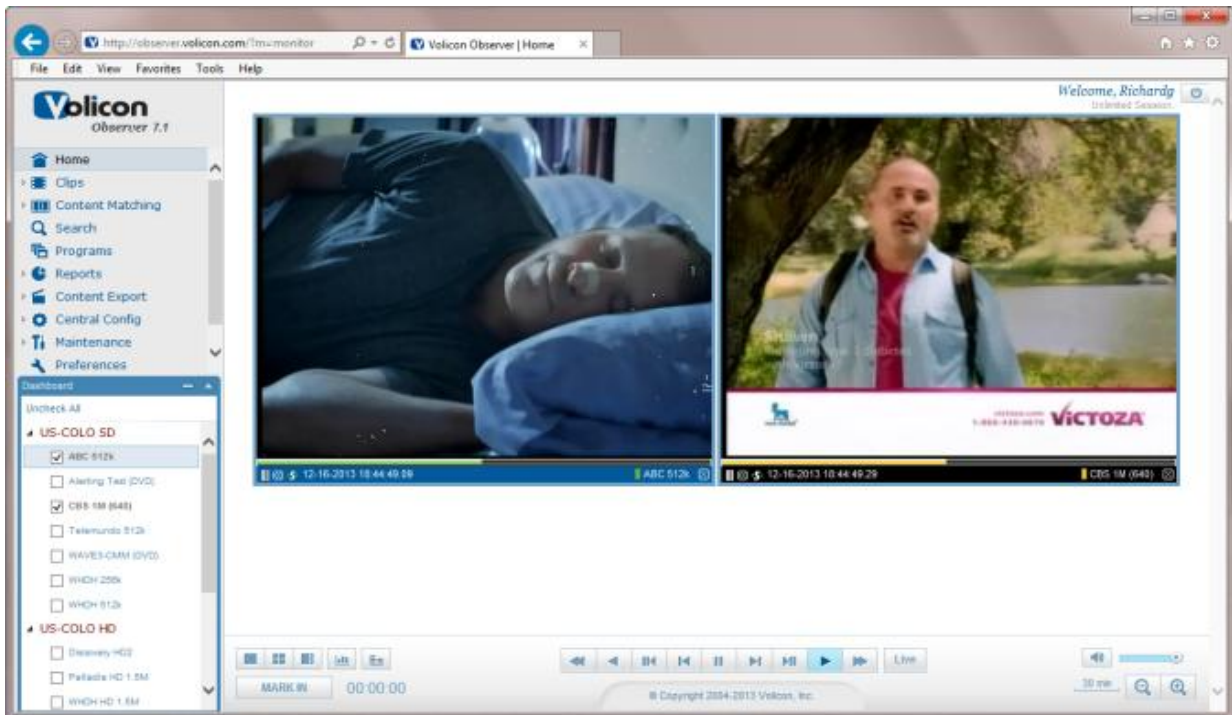 http://observer.volicon.com/?m=monitor
Volicon Observer | Home
File Edit View Favorites Tools Help
Volicon
Observer 7.1
Welcome, Richardg
Unlimited Session
Home
Clips
Content Matching
Search
Programs
Reports
Content Export
Central Config
Maintenance
Preferences
Dashboard
Uncheck All
US-COLO SD
ABC 512k
Alerting Test (DVD)
CBS 1M (640)
Telemundo 512k
WAVE3-CMM (DVD)
WHDH 256k
WHDH 512k
US-COLO HD
Discovery HD2
Palladia HD 1.5M
WHDH HD 1.5M
VICTOZA
12-16-2013 18:44:49.09
ABC 512k
12-16-2013 18:44:49.29
CBS 1M (640)
Live
MARK IN
00:00:00
© Copyright 2004-2013 Volicon, Inc.
30 min